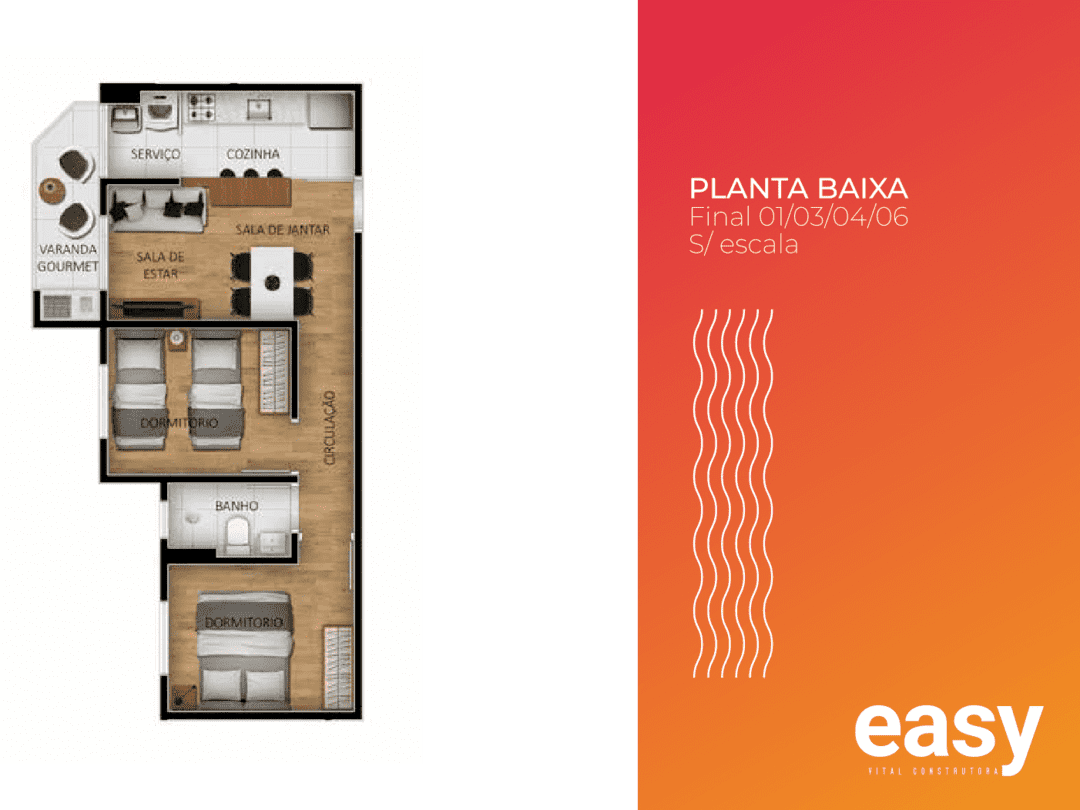 SERVIÇO
COZINHA
SALA DE JANTAR
VARANDA
GOURMET
SALA DE
ESTAR
DORMITORIO
CIRCULAÇÃO
BANHO
DORMITORIO
PLANTA BAIXA
Final 01/03/04/06
S/ escala
easy
VITAL CONSTRUTORA